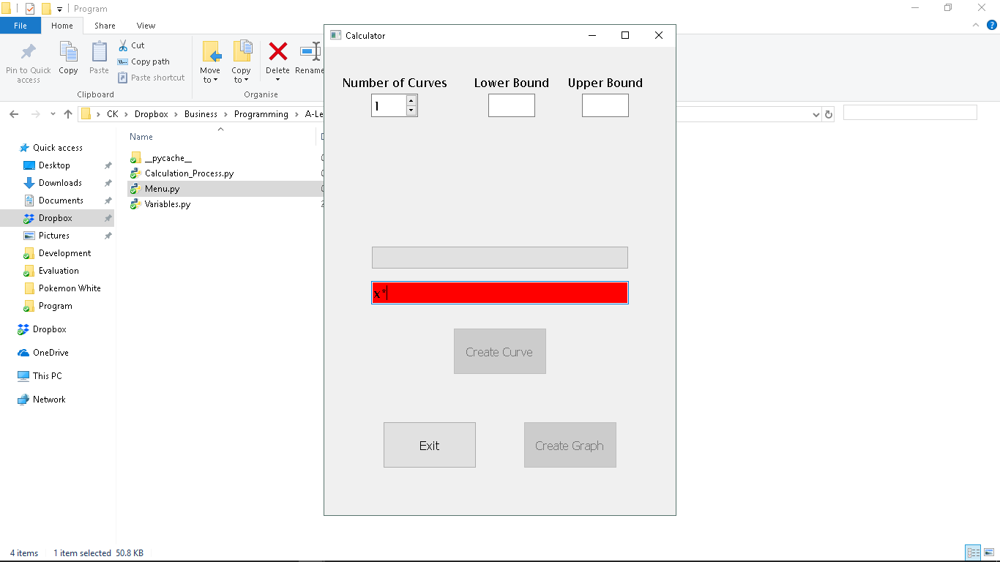 Program
File Home Share View
Pin to Quick access
Copy
Paste
Cut
Copy path
Paste shortcut
Clipboard
Move to
Copy to
Delete
Rename
Organise
CK Dropbox Business Programming A-Le
Name
__pycache__
Calculation_Process.py
Menu.py
Variables.py
Quick access
Desktop
Downloads
Documents
Dropbox
Pictures
Development
Evaluation
Pokemon White
Program
Dropbox
OneDrive
This PC
Network
4 items 1 item selected 50.8 KB
Calculator
Number of Curves Lower Bound Upper Bound
1
x*
Create Curve
Exit Create Graph